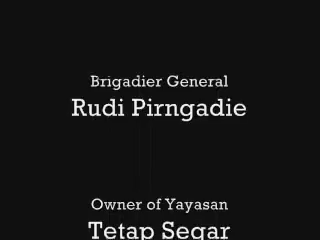 Brigadier General
Rudi Pirngadie
Owner of Yayasan
Tetap Segar